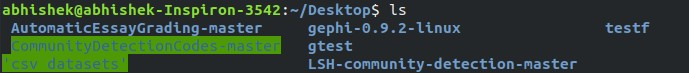 abhishek@abhishek-Inspiron-3542:~/Desktop$ ls
AutomaticEssayGrading-master gephi-0.9.2-linux testf
CommunityDetectionCodes-master gtest
'csv datasets' LSH-community-detection-master